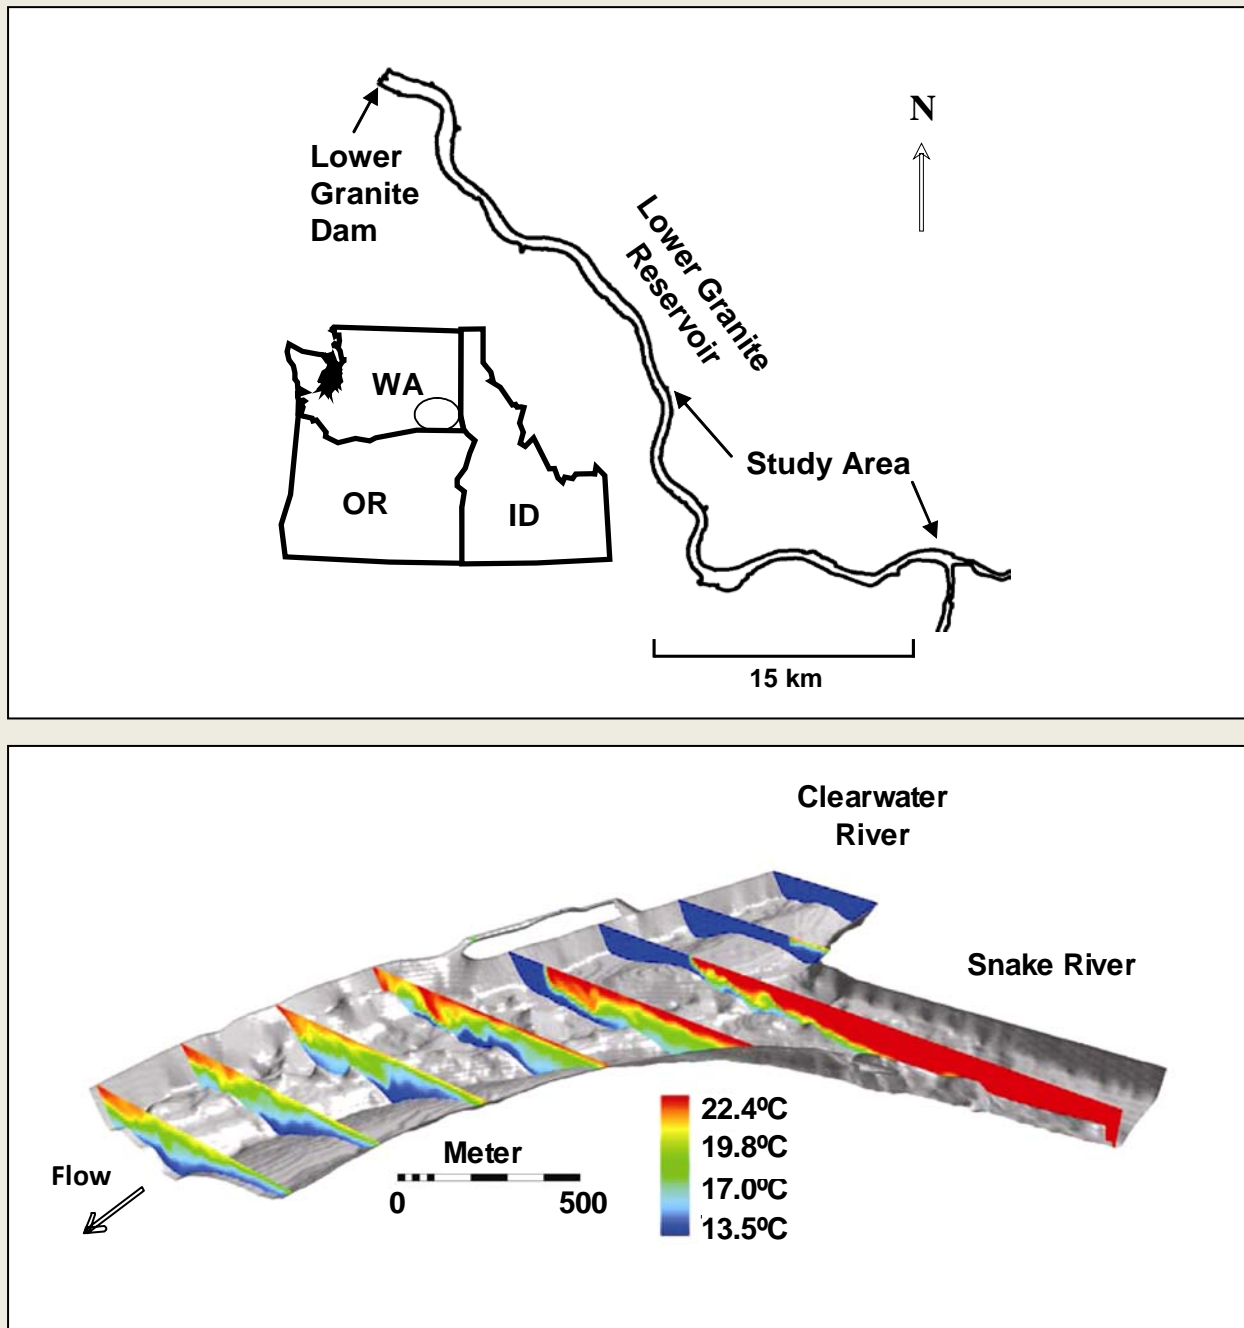 N
Lower
Granite
Dam
Lower Granite
Reservoir
WA
OR
ID
Study Area
15 km
Clearwater
River
Snake River
22.4ºC
19.8ºC
17.0ºC
13.5ºC
Meter
0 500
Flow